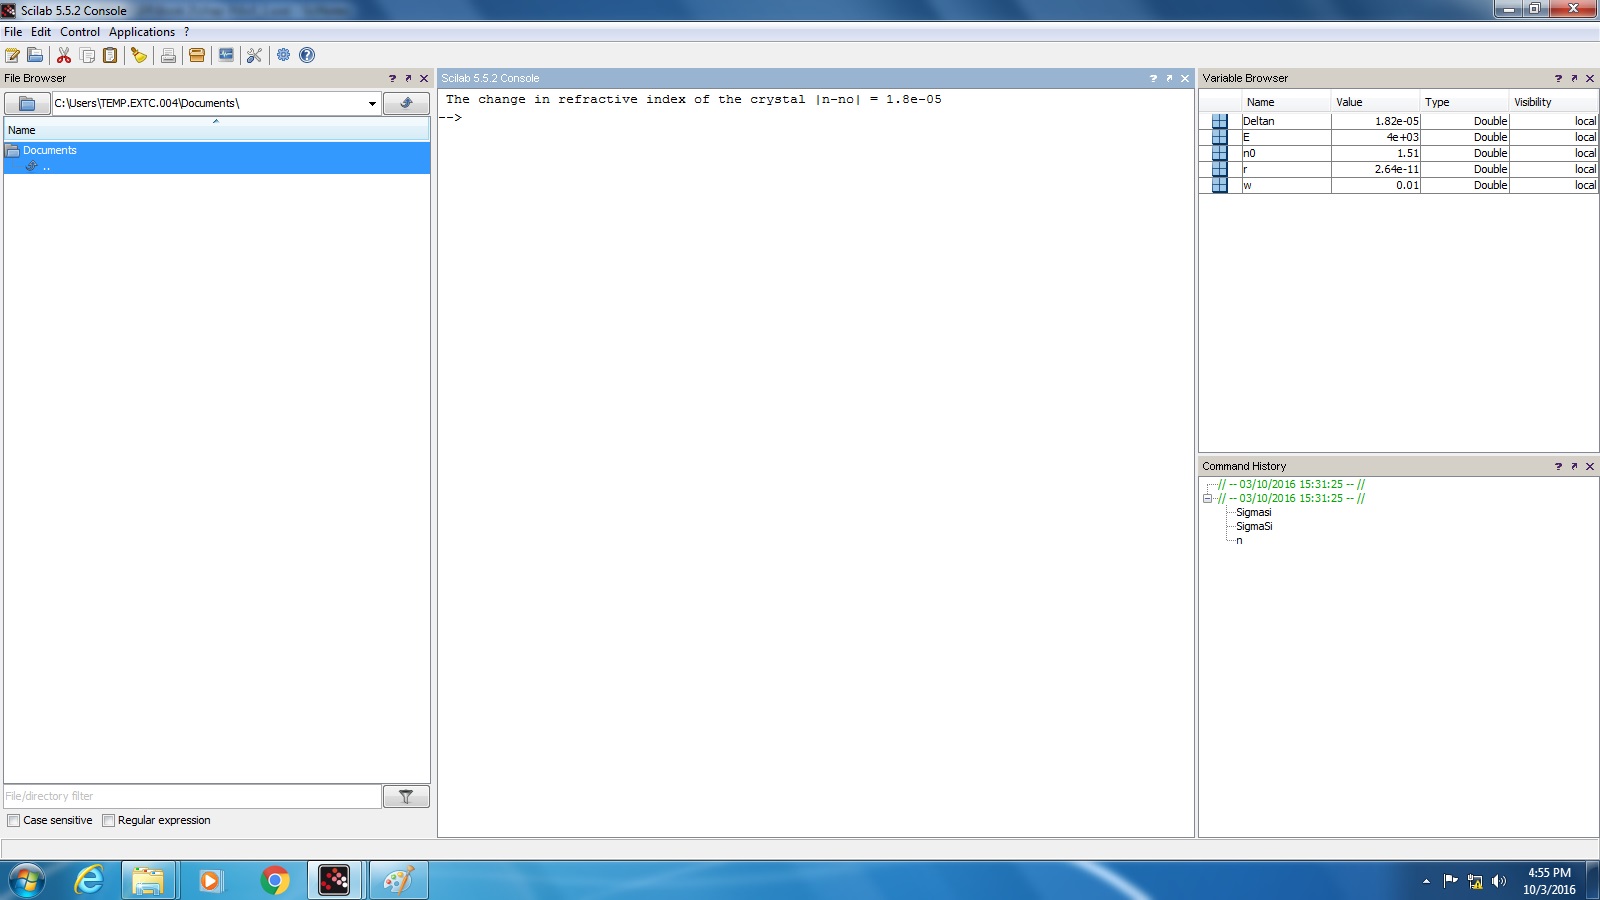 Scilab 5.5.2 Console
File Edit Control Applications ?
File Browser
C:\Users\TEMP.EXTC.004\Documents\
Name
Documents
..
File/directory filter
Case sensitive Regular expression
Scilab 5.5.2 Console
The change in refractive index of the crystal |n-no| = 1.8e-05
-->
Variable Browser
Name Value Type Visibility
Deltan 1.82e-05 Double local
E 4e+03 Double local
n0 1.51 Double local
r 2.64e-11 Double local
w 0.01 Double local
Command History
// -- 03/10/2016 15:31:25 -- //
// -- 03/10/2016 15:31:25 -- //
Sigmasi
SigmaSi
n
4:55 PM
10/3/2016